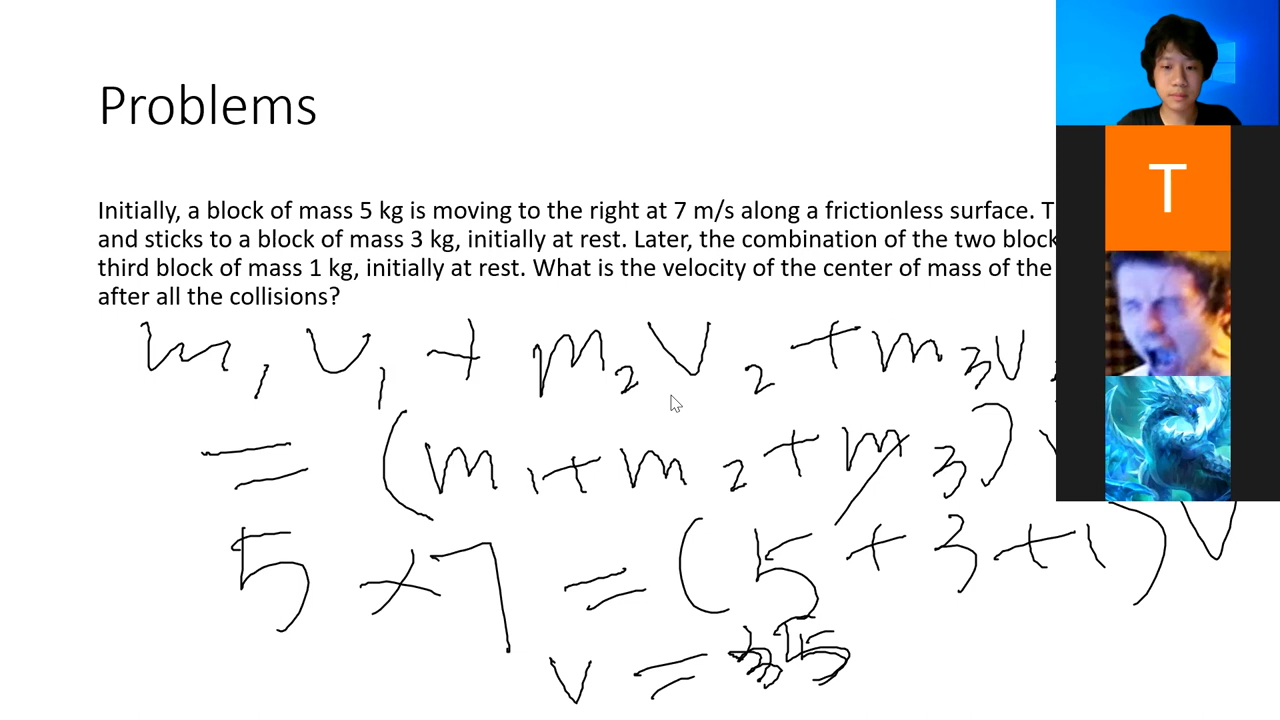 Problems
Initially, a block of mass 5 kg is moving to the right at 7 m/s along a frictionless surface. T
and sticks to a block of mass 3 kg, initially at rest. Later, the combination of the two block
third block of mass 1 kg, initially at rest. What is the velocity of the center of mass of the
after all the collisions?
m₁v₁ + m₂v₂ + m₃v
= (m₁ + m₂ + m₃)
5 × 7 = (5 + 3 + 1) v
v = 35
T